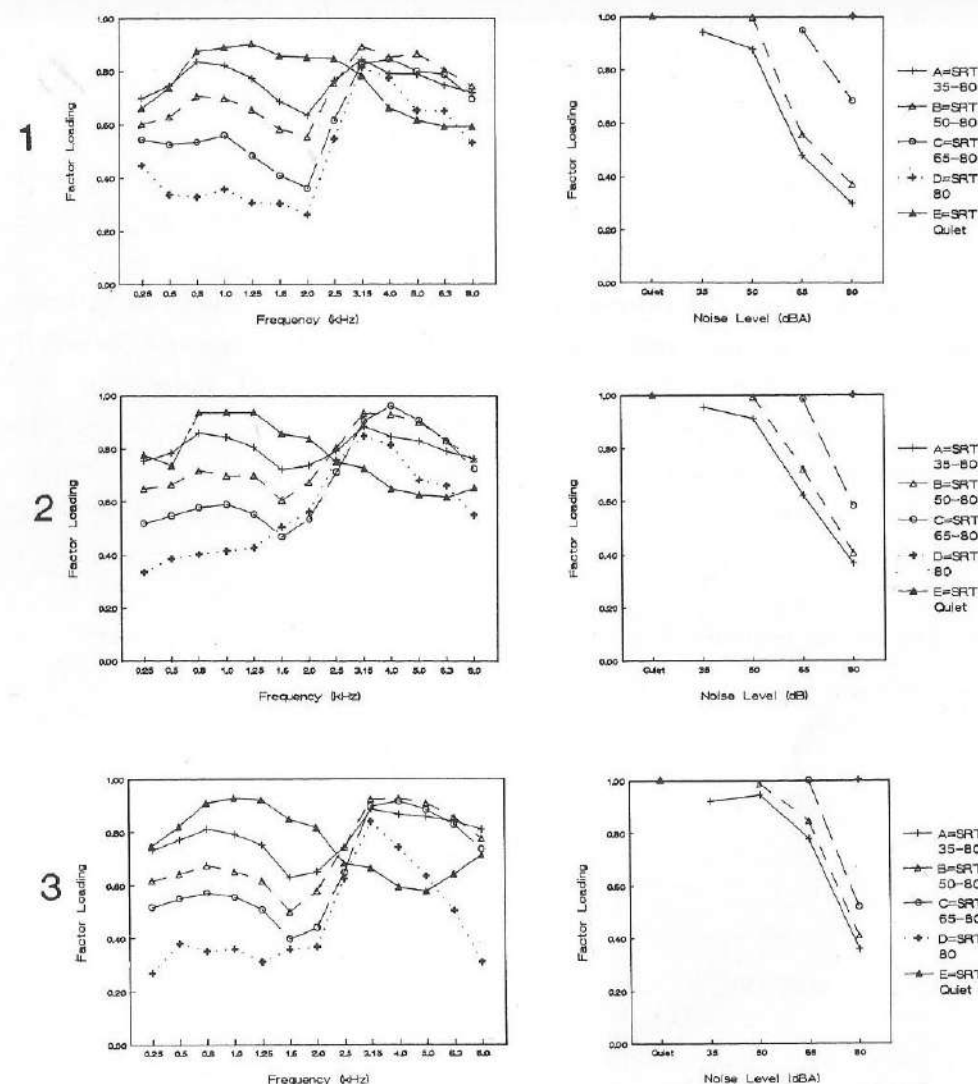 1
Factor Loading
1.00
0.80
0.60
0.40
0.20
0.00
0.25 0.5 0.8 1.0 1.25 1.6 2.0 2.5 3.15 4.0 5.0 6.3 8.0
Frequency (kHz)
Factor Loading
1.00
0.80
0.60
0.40
0.20
0.00
Quiet 35 50 65 80
Noise Level (dBA)
A=SRT
35-80
B=SRT
50-80
C=SRT
65-80
D=SRT
80
E=SRT
Quiet
2
Factor Loading
1.00
0.80
0.60
0.40
0.20
0.00
0.25 0.5 0.8 1.0 1.25 1.6 2.0 2.5 3.15 4.0 5.0 6.3 8.0
Frequency (kHz)
Factor Loading
1.00
0.80
0.60
0.40
0.20
0.00
Quiet 35 50 65 80
Noise Level (dB)
A=SRT
35-80
B=SRT
50-80
C=SRT
65-80
D=SRT
80
E=SRT
Quiet
3
Factor Loading
1.00
0.80
0.60
0.40
0.20
0.00
0.25 0.5 0.8 1.0 1.25 1.6 2.0 2.5 3.15 4.0 5.0 6.3 8.0
Frequency (kHz)
Factor Loading
1.00
0.80
0.60
0.40
0.20
0.00
Quiet 35 50 65 80
Noise Level (dBA)
A=SRT
35-80
B=SRT
50-80
C=SRT
65-80
D=SRT
80
E=SRT
Quiet